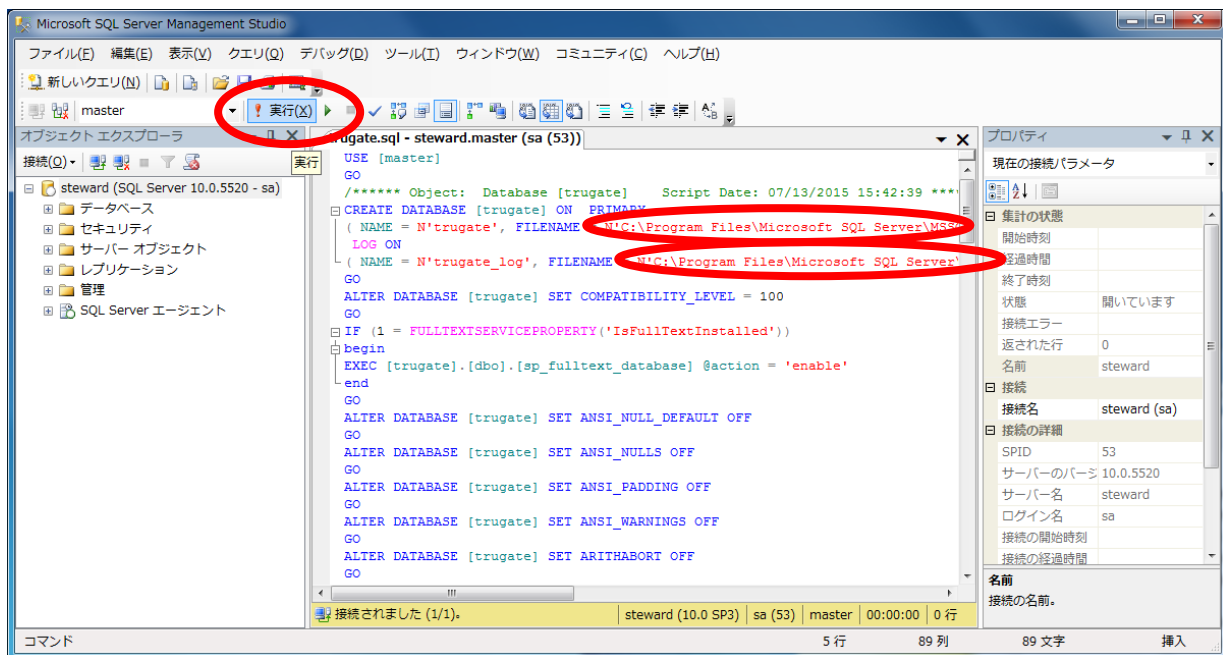 Microsoft SQL Server Management Studio
ファイル(F) 編集(E) 表示(V) クエリ(Q) デバッグ(D) ツール(T) ウィンドウ(W) コミュニティ(C) ヘルプ(H)
新しいクエリ(N)
master 実行(X)
オブジェクト エクスプローラ
接続(O)
実行
steward (SQL Server 10.0.5520 - sa)
データベース
セキュリティ
サーバー オブジェクト
レプリケーション
管理
SQL Server エージェント
trugate.sql - steward.master (sa (53))
USE [master]
GO
/****** Object: Database [trugate] Script Date: 07/13/2015 15:42:39 ****
CREATE DATABASE [trugate] ON PRIMARY
( NAME = N'trugate', FILENAME N'C:\Program Files\Microsoft SQL Server\MSS
LOG ON
( NAME = N'trugate_log', FILENAME N'C:\Program Files\Microsoft SQL Server\
GO
ALTER DATABASE [trugate] SET COMPATIBILITY_LEVEL = 100
GO
IF (1 = FULLTEXTSERVICEPROPERTY('IsFullTextInstalled'))
begin
EXEC [trugate].[dbo].[sp_fulltext_database] @action = 'enable'
end
GO
ALTER DATABASE [trugate] SET ANSI_NULL_DEFAULT OFF
GO
ALTER DATABASE [trugate] SET ANSI_NULLS OFF
GO
ALTER DATABASE [trugate] SET ANSI_PADDING OFF
GO
ALTER DATABASE [trugate] SET ANSI_WARNINGS OFF
GO
ALTER DATABASE [trugate] SET ARITHABORT OFF
GO
接続されました (1/1)。 steward (10.0 SP3) sa (53) master 00:00:00 0 行
プロパティ
現在の接続パラメータ
集計の状態
開始時刻
経過時間
終了時刻
状態 開いています
接続エラー
返された行 0
名前 steward
接続
接続名 steward (sa)
接続の詳細
SPID 53
サーバーのバージ 10.0.5520
サーバー名 steward
ログイン名 sa
接続の開始時刻
接続の経過時間
名前
接続の名前。
コマンド 5 行 89 列 89 文字 挿入